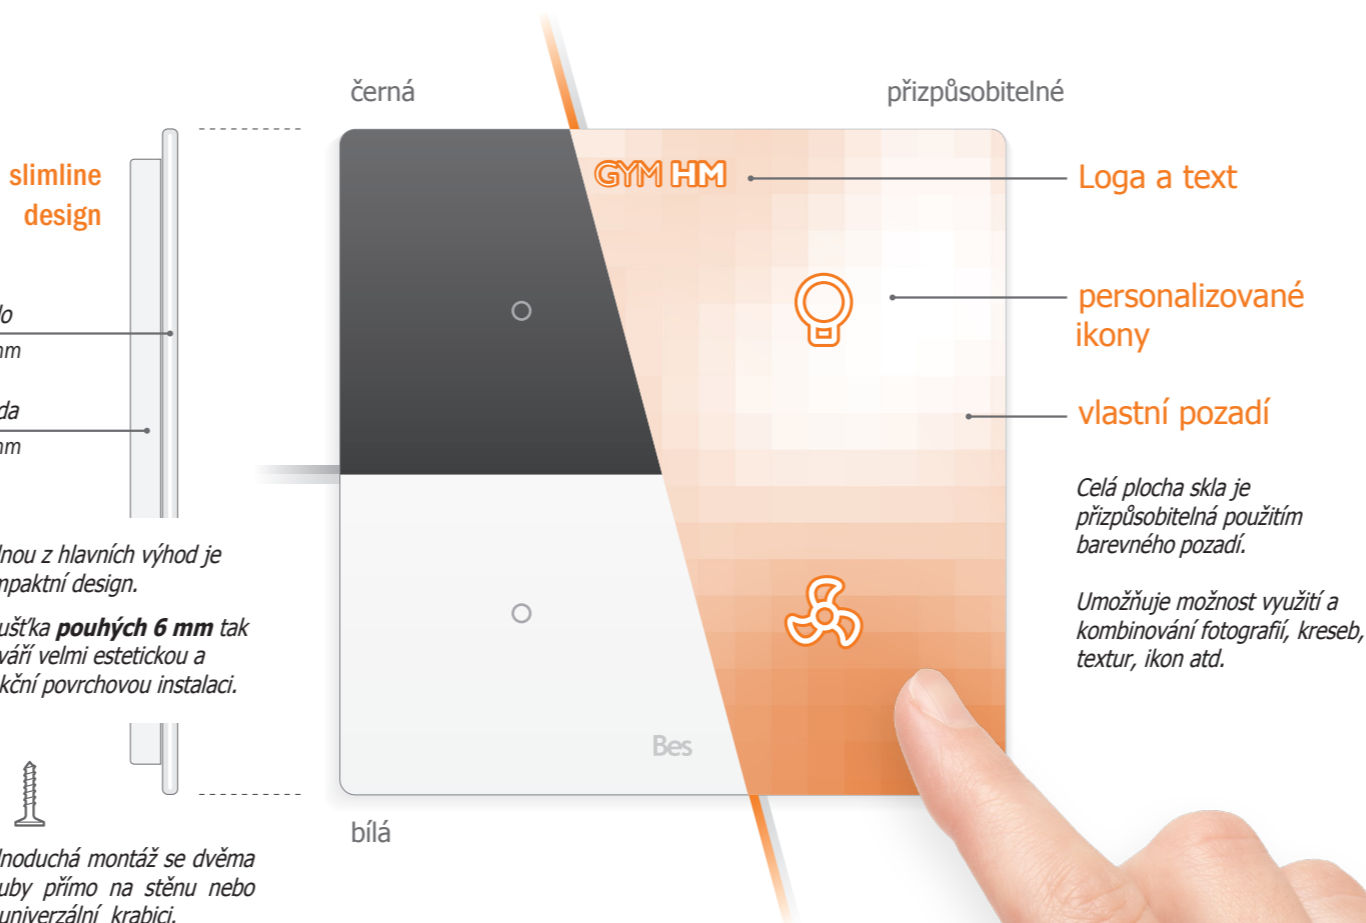 černá
přizpůsobitelné
slimline
design
GYM HM
Loga a text
personalizované
ikony
vlastní pozadí
Celá plocha skla je
přizpůsobitelná použitím
barevného pozadí.
Umožňuje možnost využití a
kombinování fotografií, kreseb,
textur, ikon atd.
z hlavních výhod je
design.
pouhých 6 mm tak
velmi estetickou a
povrchovou instalaci.
Bes
bílá
montáž se dvěma
přímo na stěnu nebo
univerzální krabici.